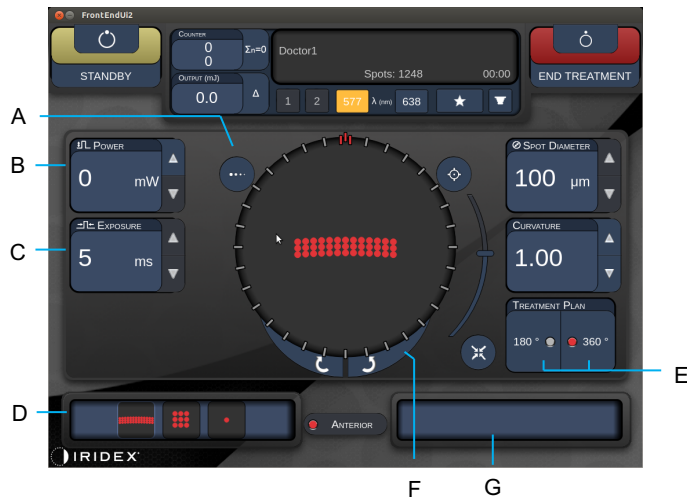 FrontEndUi2
STANDBY
COUNTER
0
0
Σn=0
OUTPUT (mJ)
0.0
Δ
Doctor1
Spots: 1248
00:00
1 2 577 λ (nm) 638
END TREATMENT
A
B
POWER
0 mW
C
EXPOSURE
5 ms
SPOT DIAMETER
100 µm
CURVATURE
1.00
TREATMENT PLAN
180 ° 360 °
E
D
ANTERIOR
IRIDEX
F
G